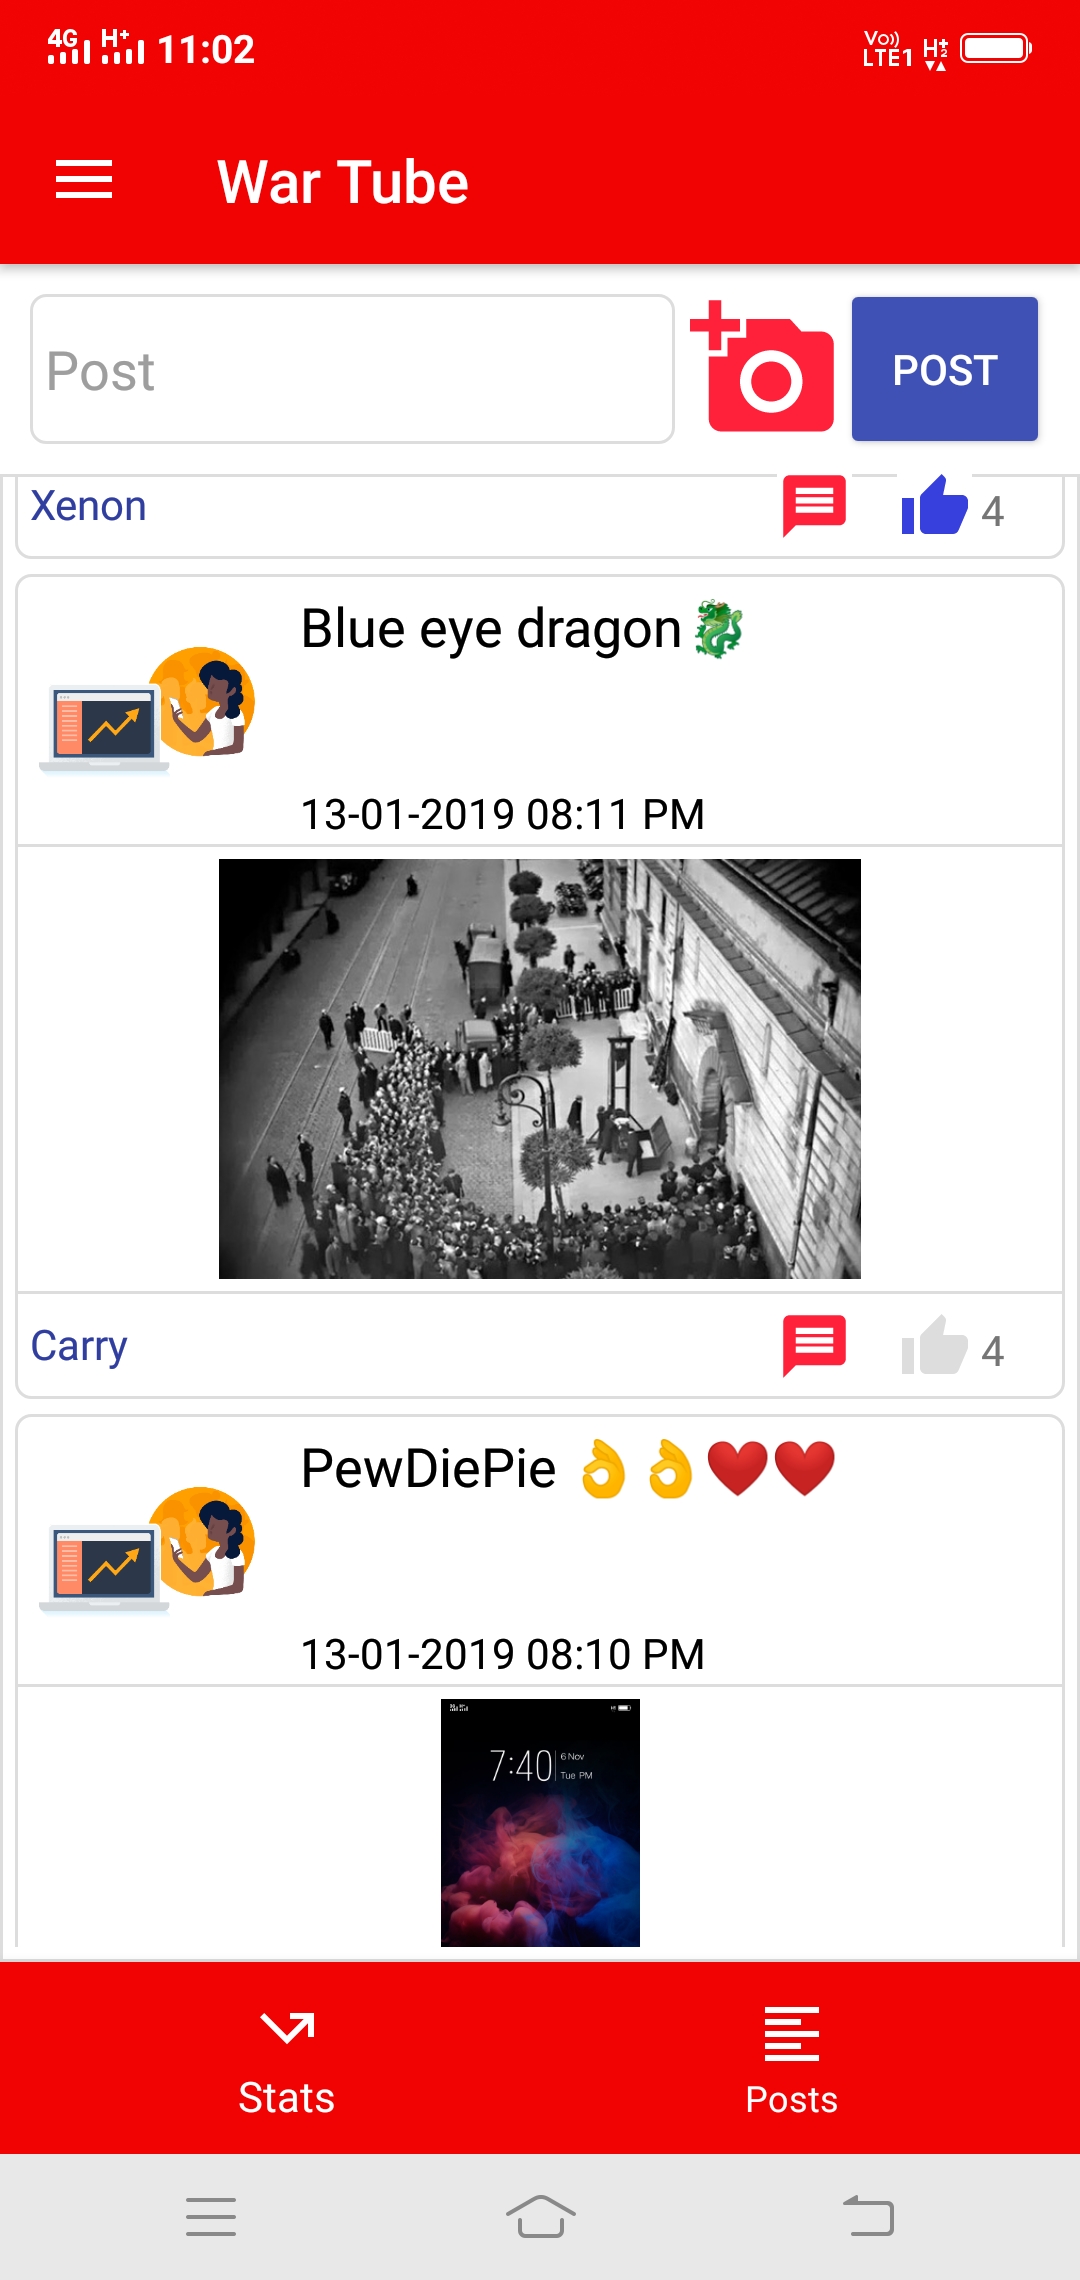 4G H+ 11:02 Vo)) LTE1 H+ 2
War Tube
Post POST
Xenon 4
Blue eye dragon🐉
13-01-2019 08:11 PM
Carry 4
PewDiePie 👌👌❤️❤️
13-01-2019 08:10 PM
7:40 6 Nov
Tue PM
Stats Posts